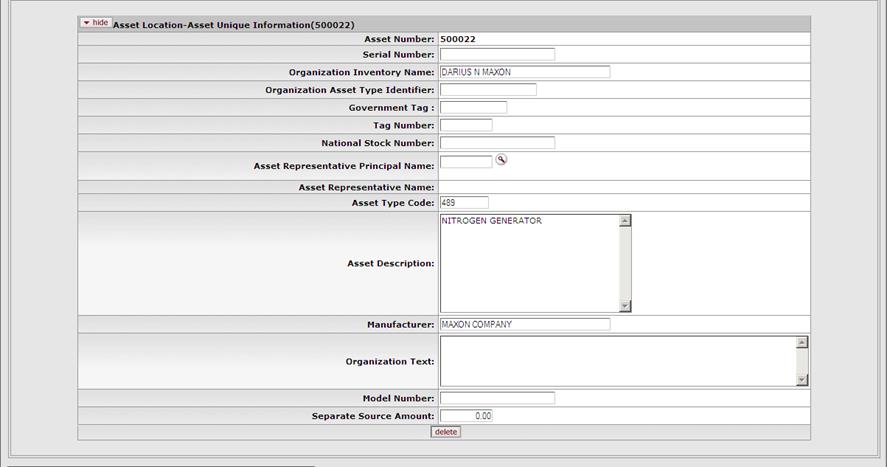 hide Asset Location-Asset Unique Information(500022)
Asset Number: 500022
Serial Number:
Organization Inventory Name: DARIUS N MAXON
Organization Asset Type Identifier:
Government Tag :
Tag Number:
National Stock Number:
Asset Representative Principal Name:
Asset Representative Name:
Asset Type Code: 489
NITROGEN GENERATOR
Asset Description:
Manufacturer: MAXON COMPANY
Organization Text:
Model Number:
Separate Source Amount: 0.00
delete